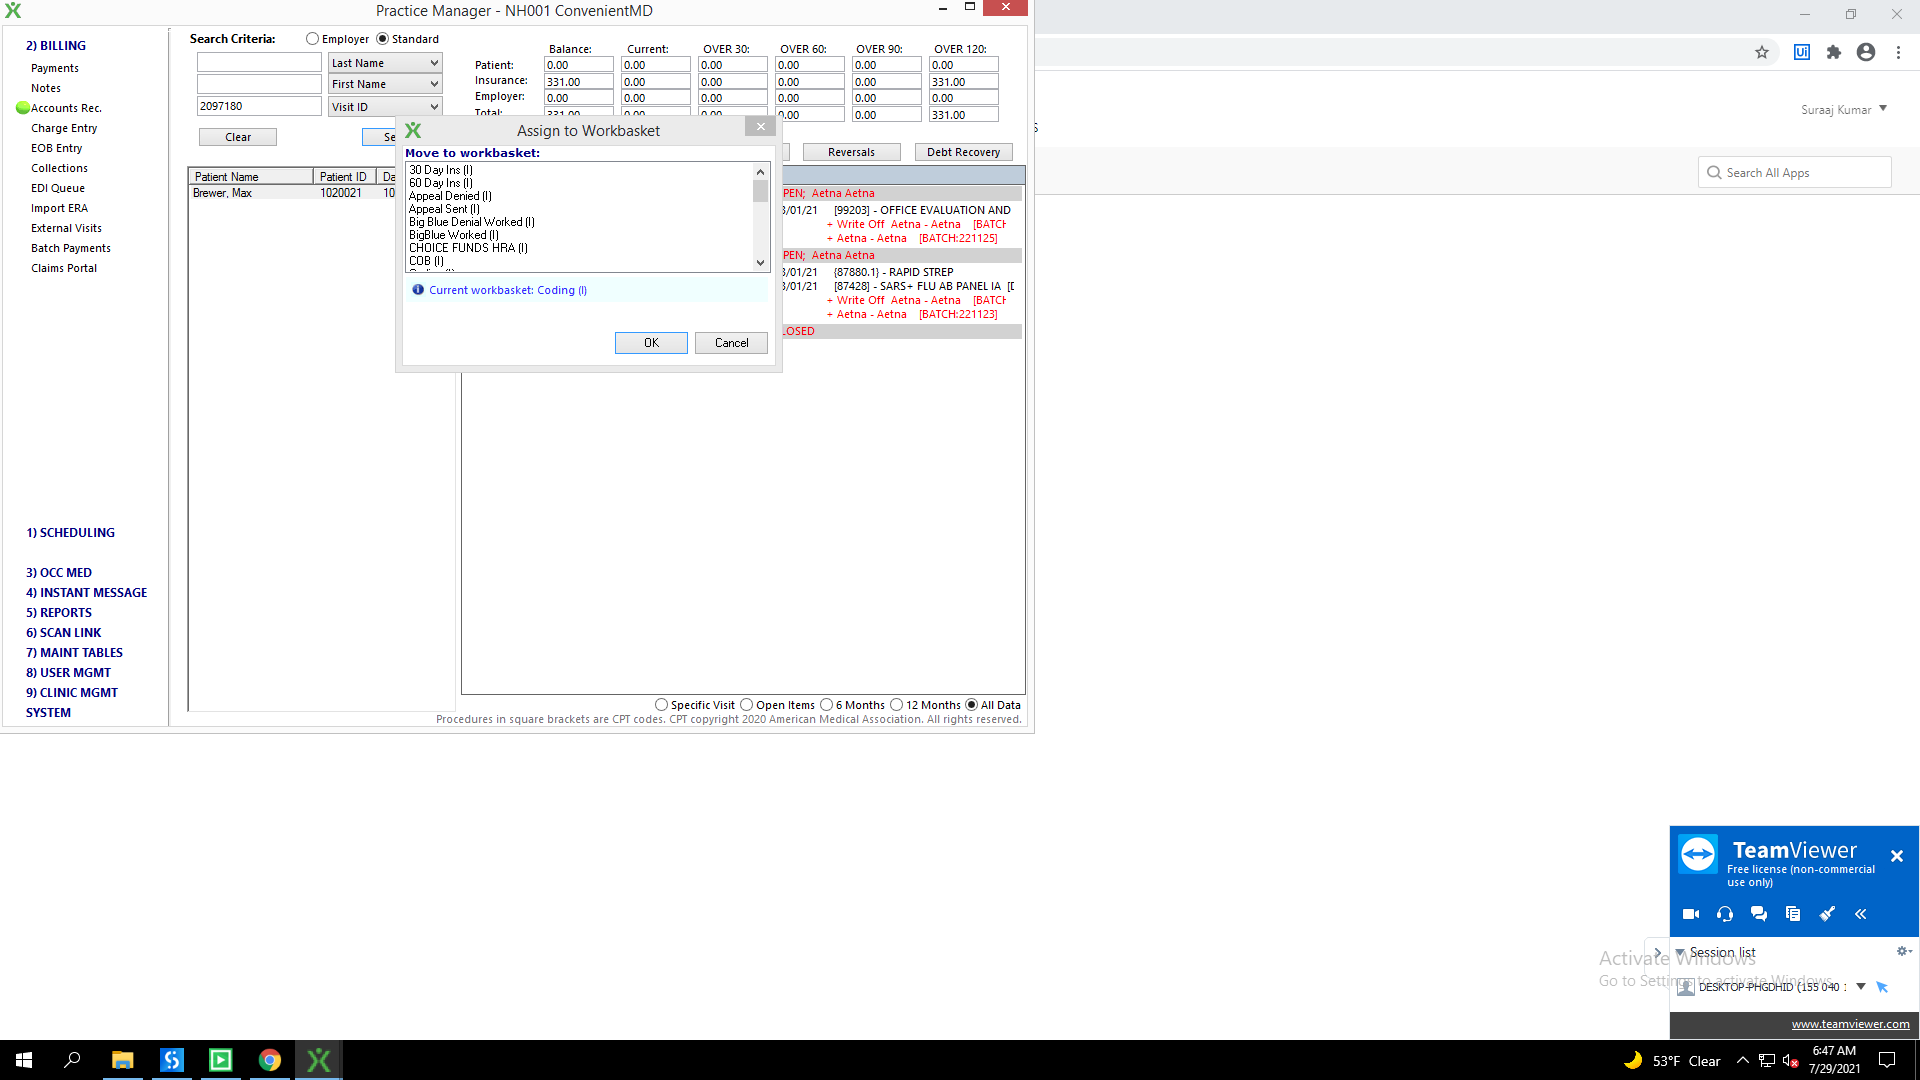 Practice Manager - NH001 ConvenientMD
2) BILLING
Payments
Notes
Accounts Rec.
Charge Entry
EOB Entry
Collections
EDI Queue
Import ERA
External Visits
Batch Payments
Claims Portal
1) SCHEDULING
3) OCC MED
4) INSTANT MESSAGE
5) REPORTS
6) SCAN LINK
7) MAINT TABLES
8) USER MGMT
9) CLINIC MGMT
SYSTEM
Search Criteria: Employer Standard
Last Name
First Name
2097180 Visit ID
Clear Se
Patient Name Patient ID Da
Brewer, Max 1020021 10
Balance: Current: OVER 30: OVER 60: OVER 90: OVER 120:
Patient: 0.00 0.00 0.00 0.00 0.00 0.00
Insurance: 331.00 0.00 0.00 0.00 0.00 331.00
Employer: 0.00 0.00 0.00 0.00 0.00 0.00
Total: 331.00 0.00 0.00 0.00 0.00 331.00
Reversals Debt Recovery
Assign to Workbasket
Move to workbasket:
30 Day Ins (I)
60 Day Ins (I)
Appeal Denied (I)
Appeal Sent (I)
Big Blue Denial Worked (I)
BigBlue Worked (I)
CHOICE FUNDS HRA (I)
COB (I)
Current workbasket: Coding (I)
OK Cancel
PEN; Aetna Aetna
3/01/21 [99203] - OFFICE EVALUATION AND
+ Write Off Aetna - Aetna [BATCH
+ Aetna - Aetna [BATCH:221125]
PEN; Aetna Aetna
3/01/21 {87880.1} - RAPID STREP
3/01/21 [87428] - SARS+ FLU AB PANEL IA [D
+ Write Off Aetna - Aetna [BATCH
+ Aetna - Aetna [BATCH:221123]
LOSED
Specific Visit Open Items 6 Months 12 Months All Data
Procedures in square brackets are CPT codes. CPT copyright 2020 American Medical Association. All rights reserved.
Ui
Suraaj Kumar
s
Search All Apps
TeamViewer
Free license (non-commercial
use only)
Session list
Activate Windows
Go to Settings to activate Windows.
DESKTOP-PHGDHID (155 040
www.teamviewer.com
53°F Clear
6:47 AM
7/29/2021